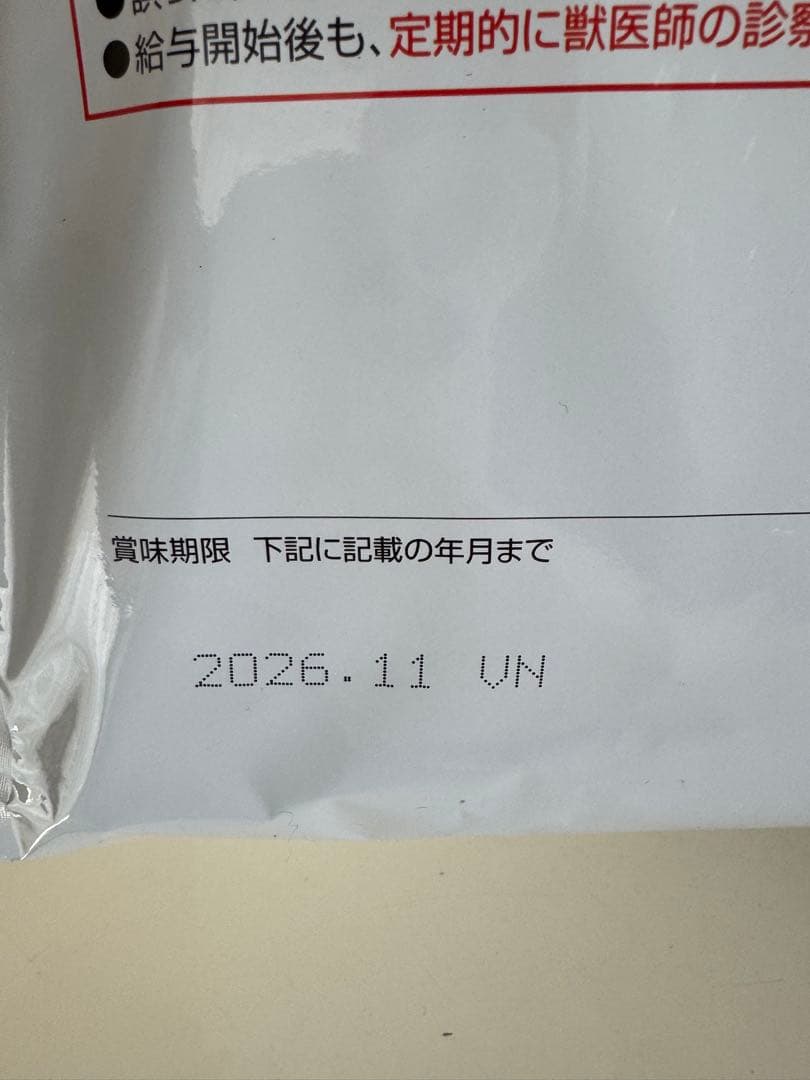 ●給与開始後も、定期的に獣医師の診察
賞味期限 下記に記載の年月まで
2026.11 VN